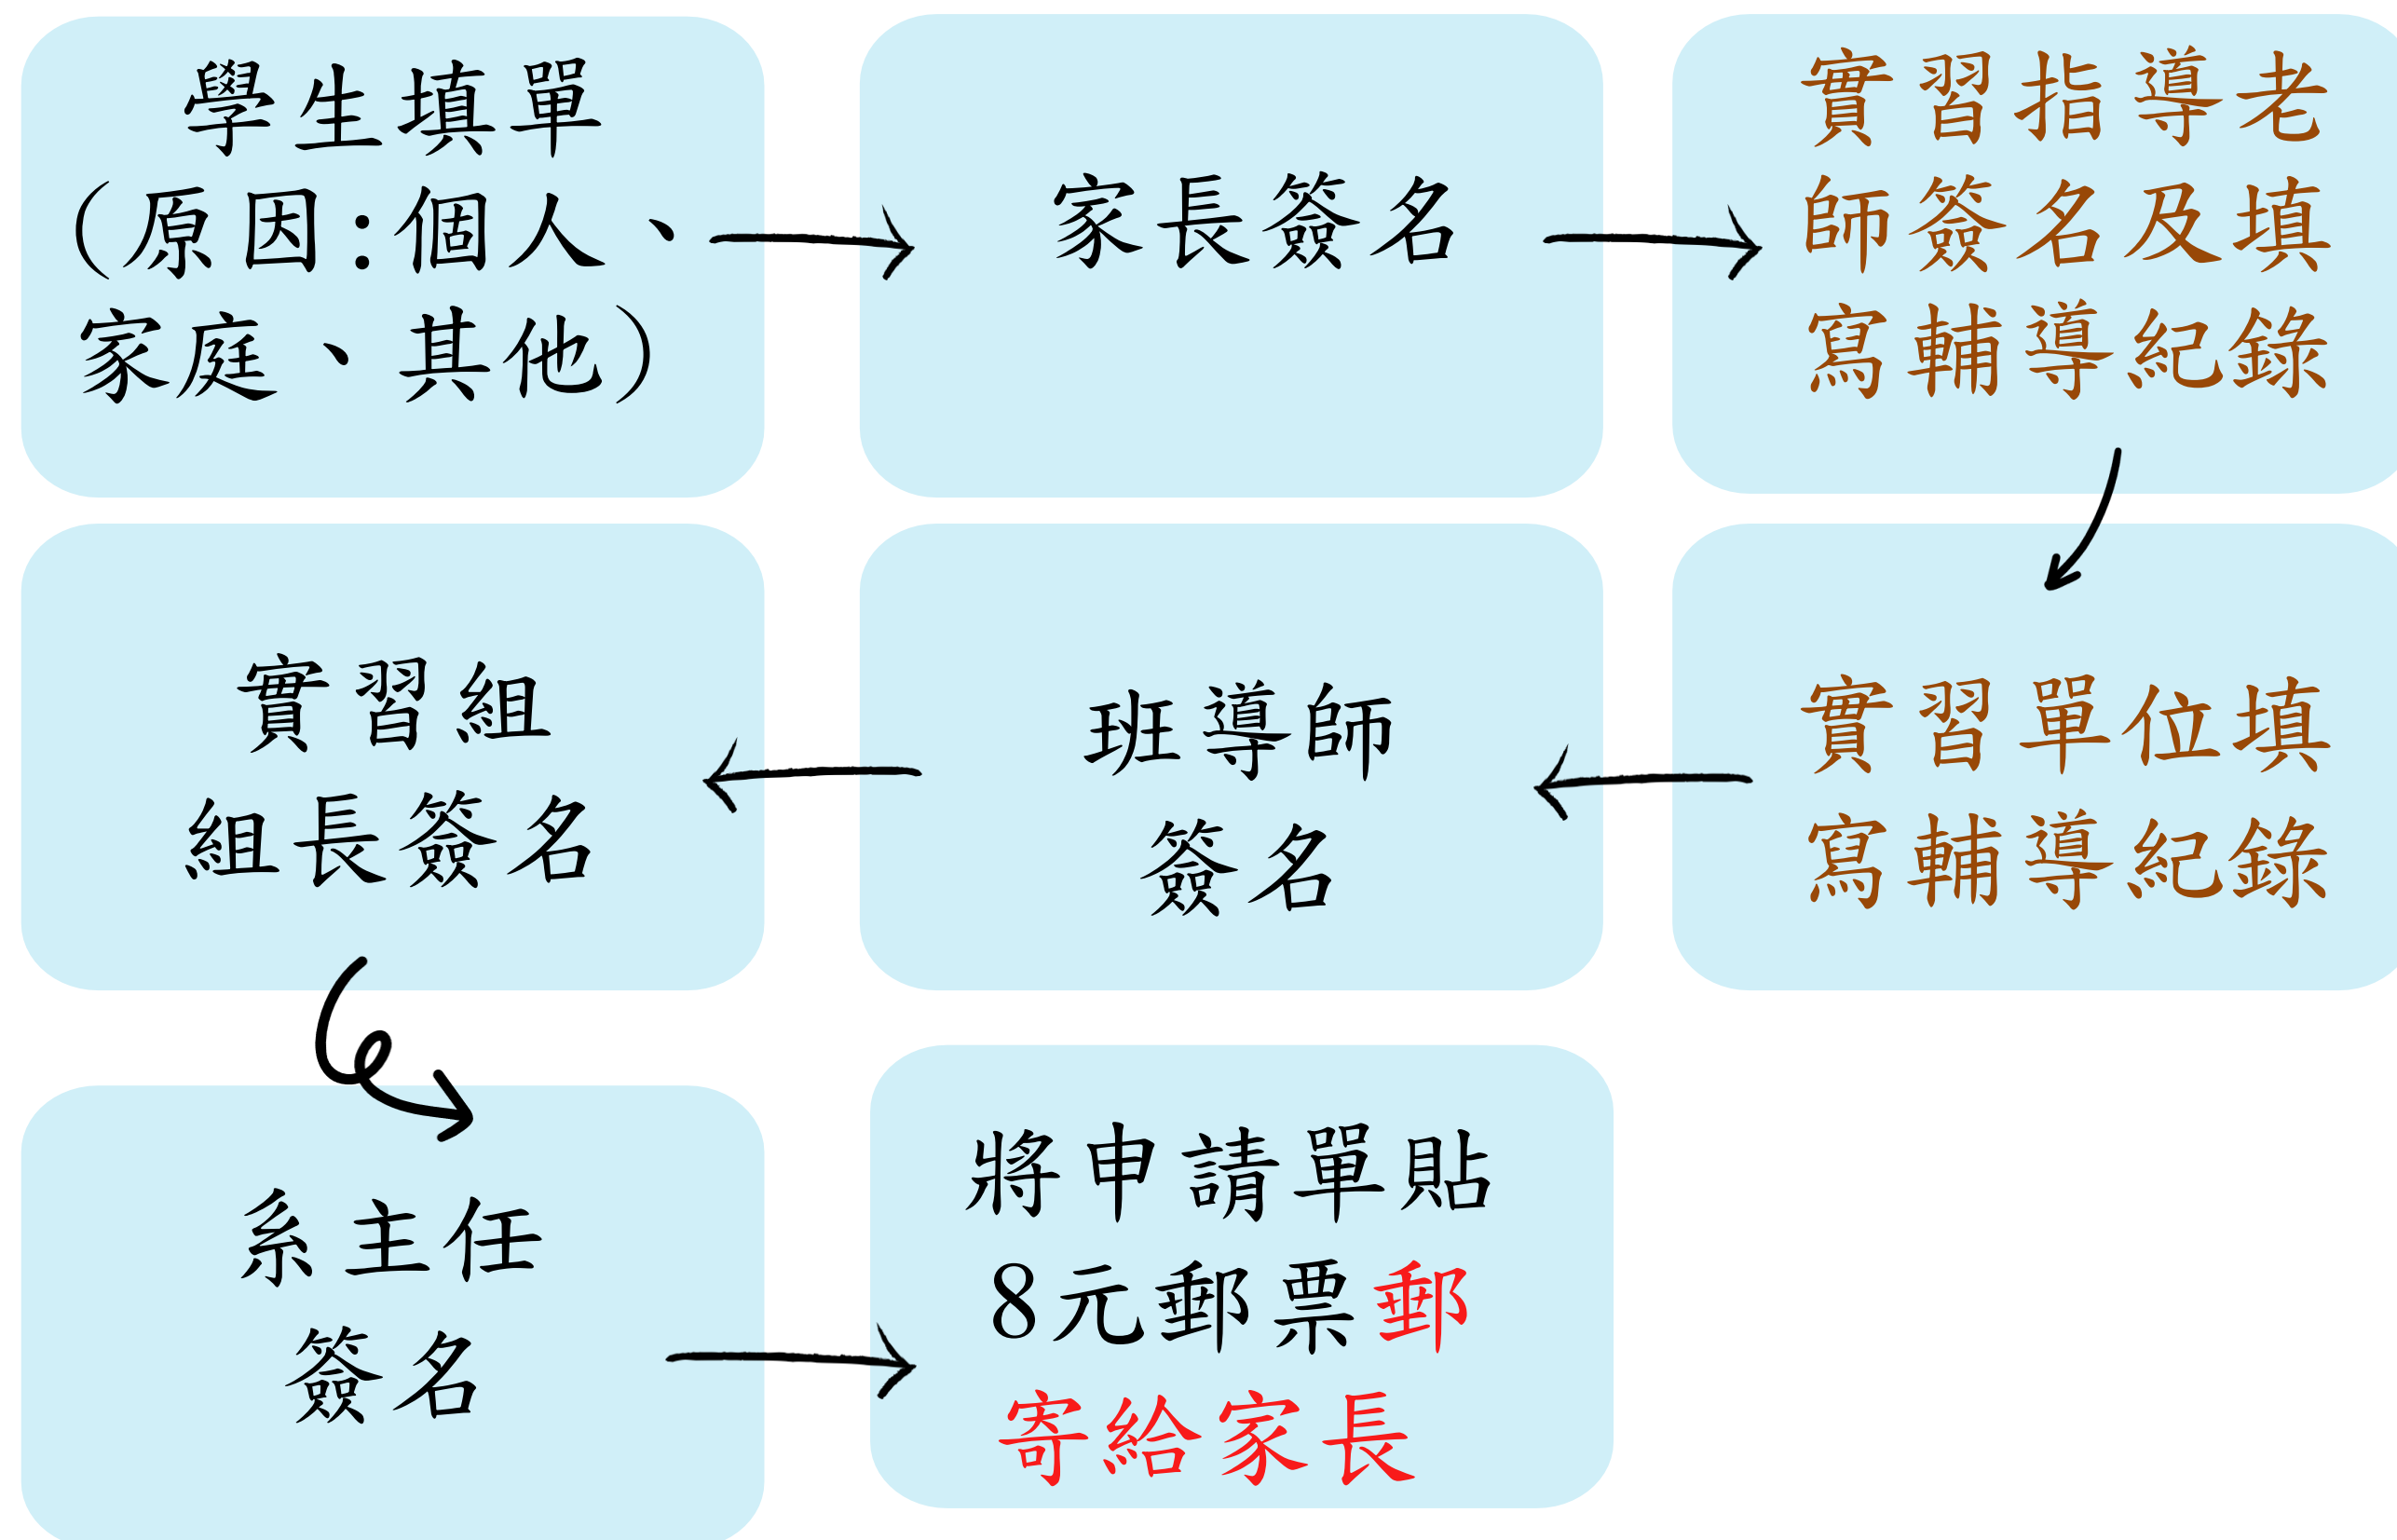 學生填單
(原因:個人、
家庭、其他)
家長簽名
實習指導老
師簽名及填
寫輔導紀錄
實習單位填
寫輔導紀錄
班導師
簽名
實習組
組長簽名
系主任
簽名
將申請單貼
8元郵票郵
寄給家長